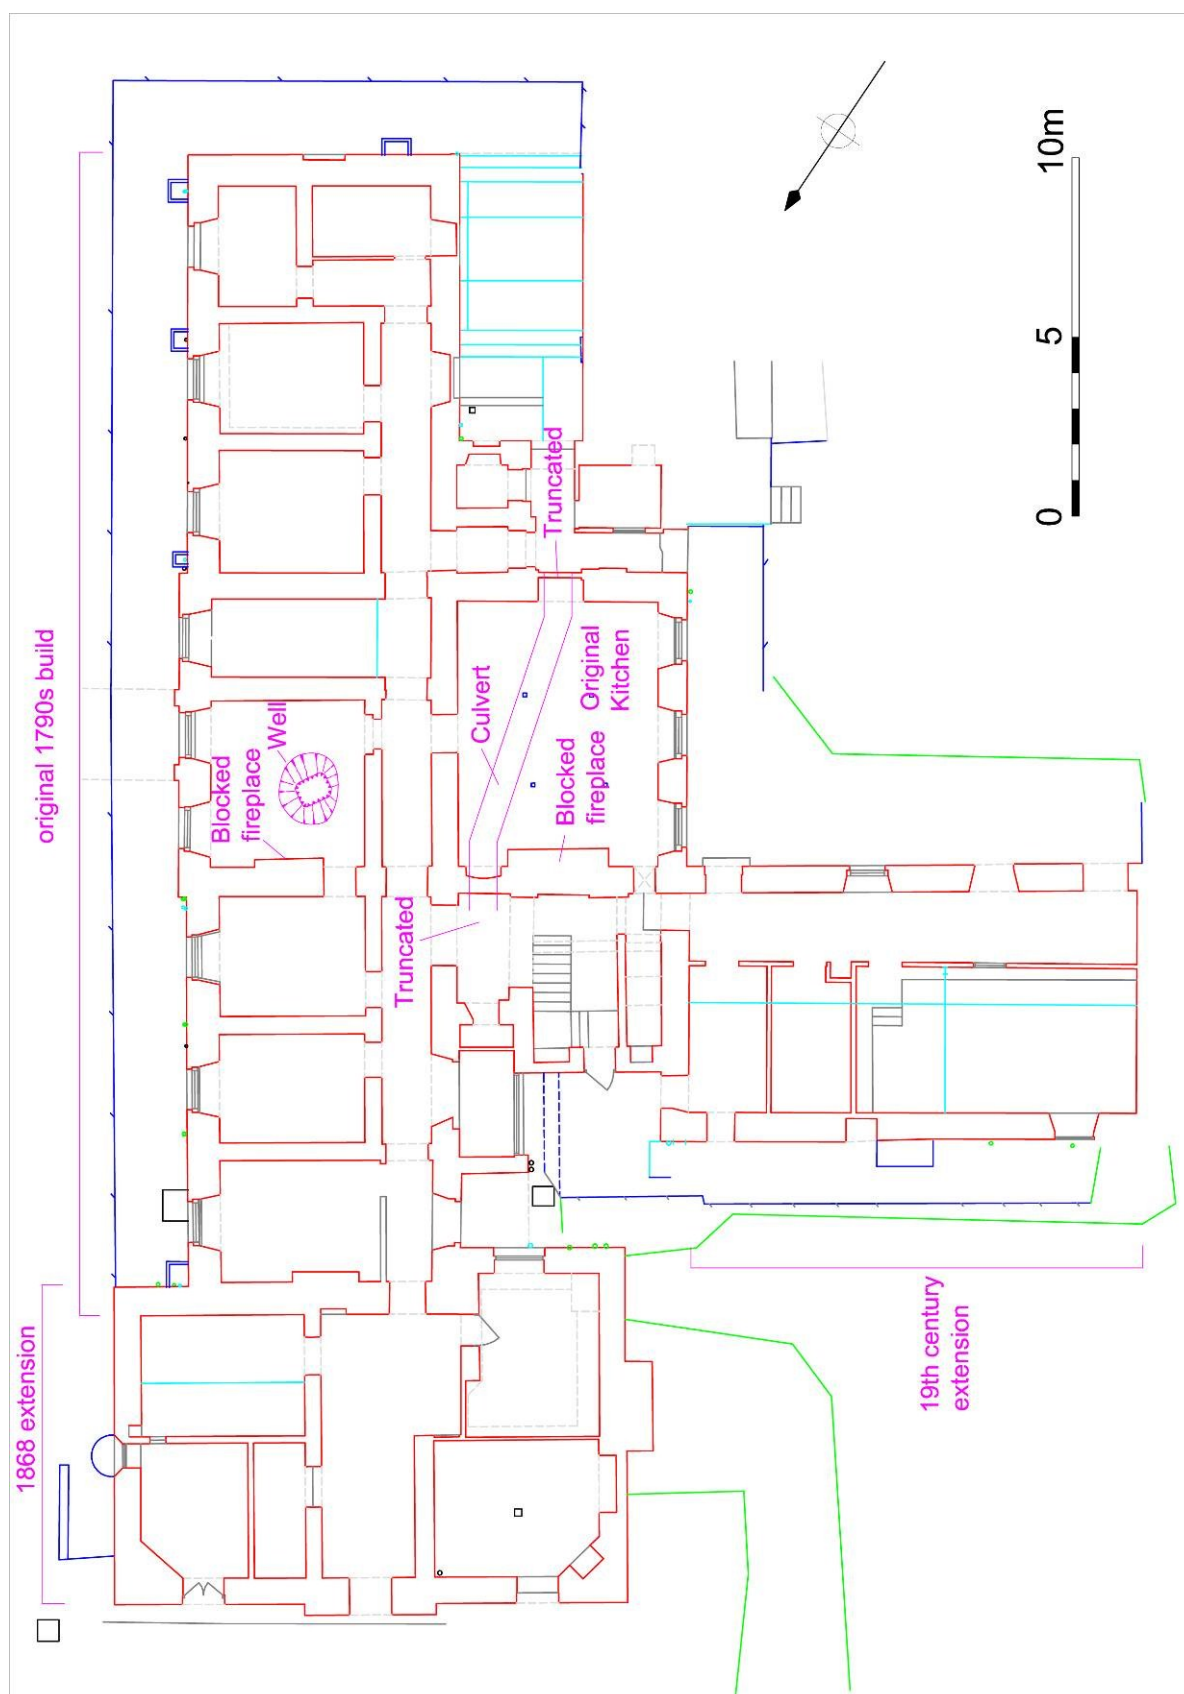 original 1790s build
Blocked
fireplace
Well
Culvert
Original
Kitchen
Blocked
fireplace
Truncated
Truncated
1868 extension
19th century
extension
0
5
10m